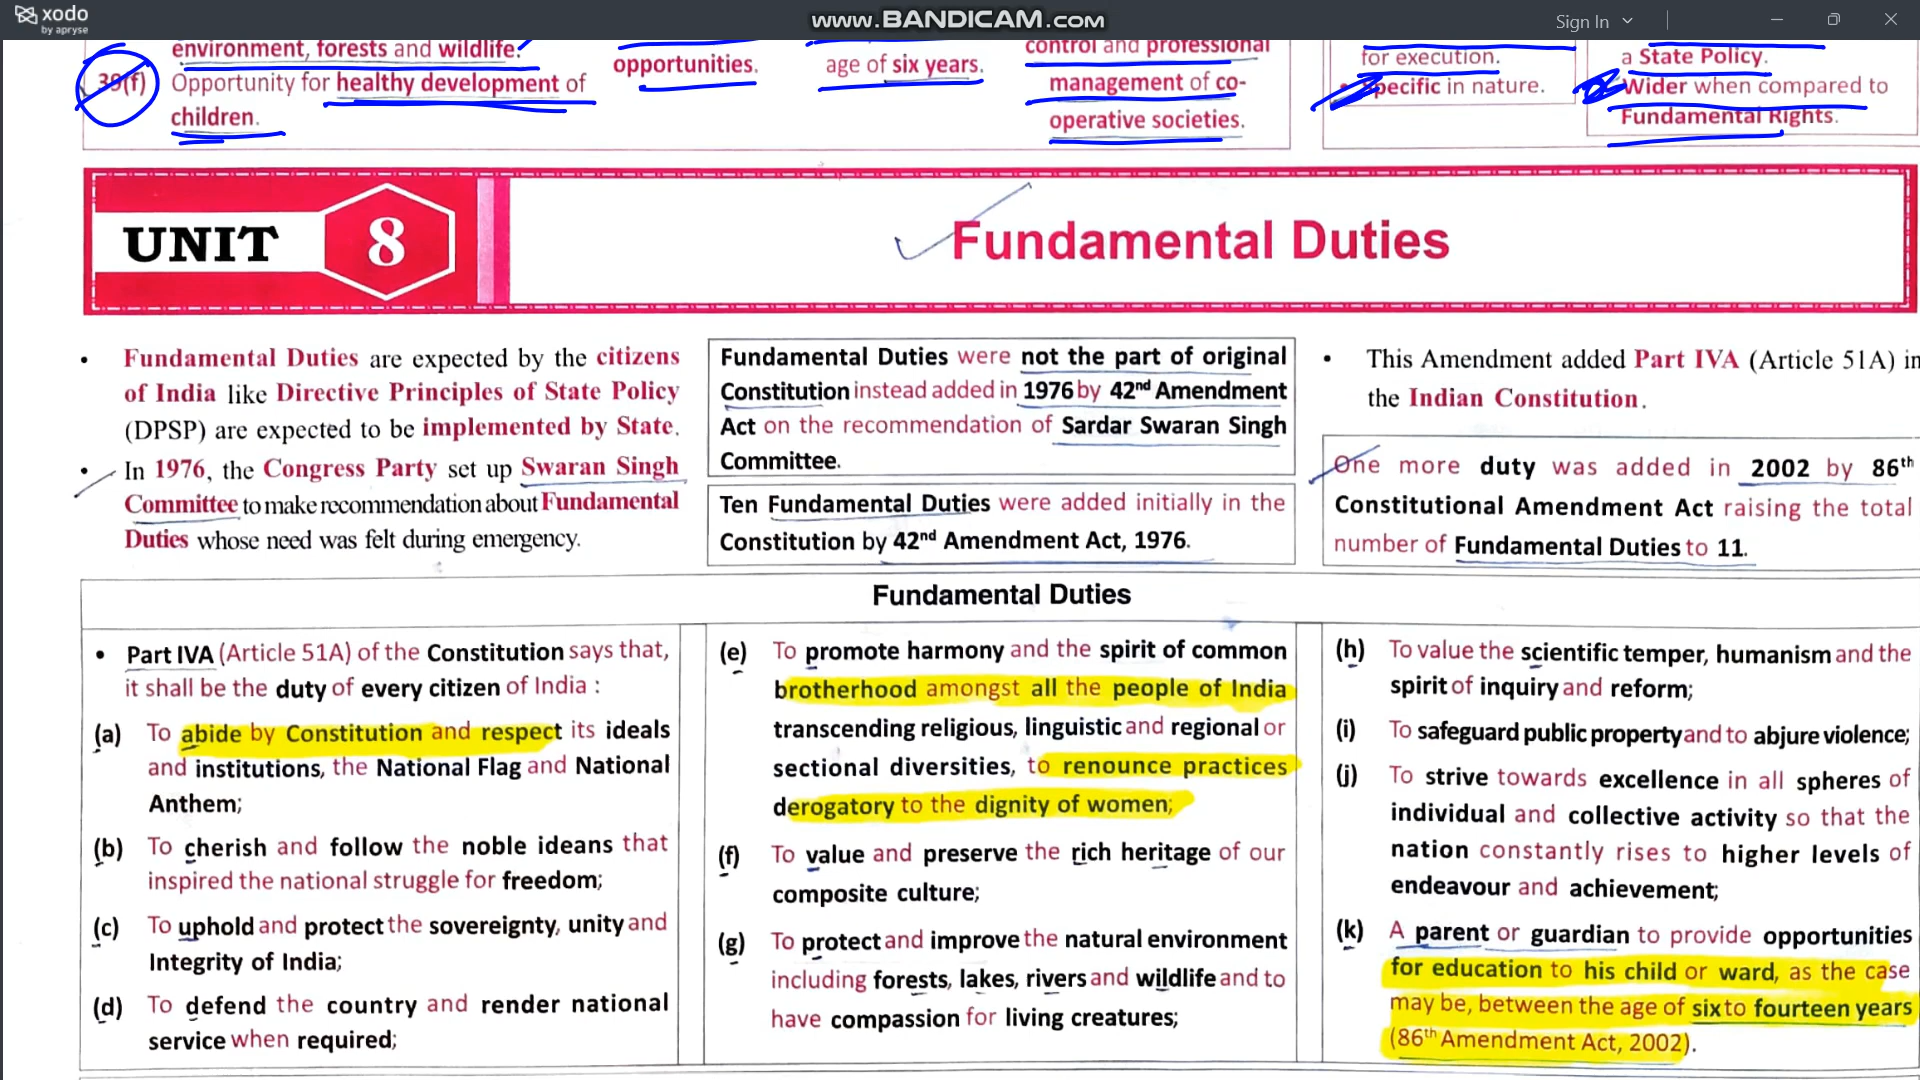 xodo
by apryse
www.BANDICAM.com
Sign In
environment, forests and wildlife.
39(f) Opportunity for healthy development of
children.
opportunities.
age of six years.
control and professional
management of co-
operative societies.
for execution.
Specific in nature.
a State Policy.
Wider when compared to
Fundamental Rights.
UNIT 8
Fundamental Duties
• Fundamental Duties are expected by the citizens
of India like Directive Principles of State Policy
(DPSP) are expected to be implemented by State.
• In 1976, the Congress Party set up Swaran Singh
Committee to make recommendation about Fundamental
Duties whose need was felt during emergency.
Fundamental Duties were not the part of original
Constitution instead added in 1976 by 42nd Amendment
Act on the recommendation of Sardar Swaran Singh
Committee.
Ten Fundamental Duties were added initially in the
Constitution by 42nd Amendment Act, 1976.
• This Amendment added Part IVA (Article 51A) in
the Indian Constitution.
One more duty was added in 2002 by 86th
Constitutional Amendment Act raising the total
number of Fundamental Duties to 11.
Fundamental Duties
• Part IVA (Article 51A) of the Constitution says that,
it shall be the duty of every citizen of India :
(a) To abide by Constitution and respect its ideals
and institutions, the National Flag and National
Anthem;
(b) To cherish and follow the noble ideans that
inspired the national struggle for freedom;
(c) To uphold and protect the sovereignty, unity and
Integrity of India;
(d) To defend the country and render national
service when required;
(e) To promote harmony and the spirit of common
brotherhood amongst all the people of India
transcending religious, linguistic and regional or
sectional diversities, to renounce practices
derogatory to the dignity of women;
(f) To value and preserve the rich heritage of our
composite culture;
(g) To protect and improve the natural environment
including forests, lakes, rivers and wildlife and to
have compassion for living creatures;
(h) To value the scientific temper, humanism and the
spirit of inquiry and reform;
(i) To safeguard public property and to abjure violence;
(j) To strive towards excellence in all spheres of
individual and collective activity so that the
nation constantly rises to higher levels of
endeavour and achievement;
(k) A parent or guardian to provide opportunities
for education to his child or ward, as the case
may be, between the age of six to fourteen years
(86th Amendment Act, 2002).